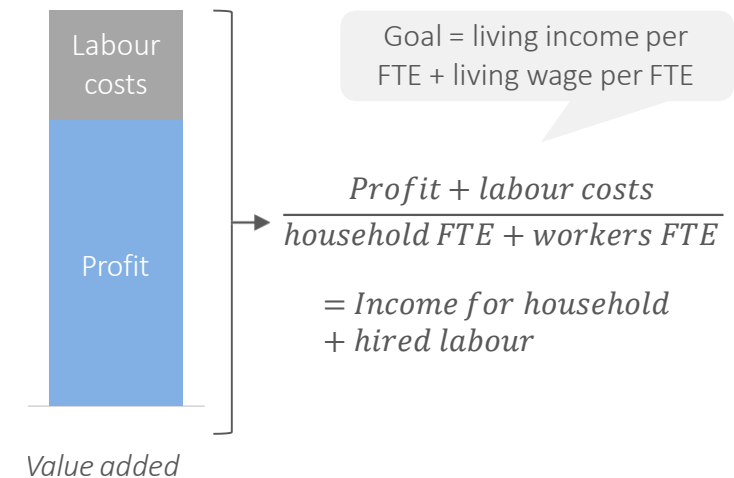 Labour
costs
Profit
Value added
Goal = living income per
FTE + living wage per FTE
Profit + labour costs
household FTE + workers FTE
= Income for household
+ hired labour